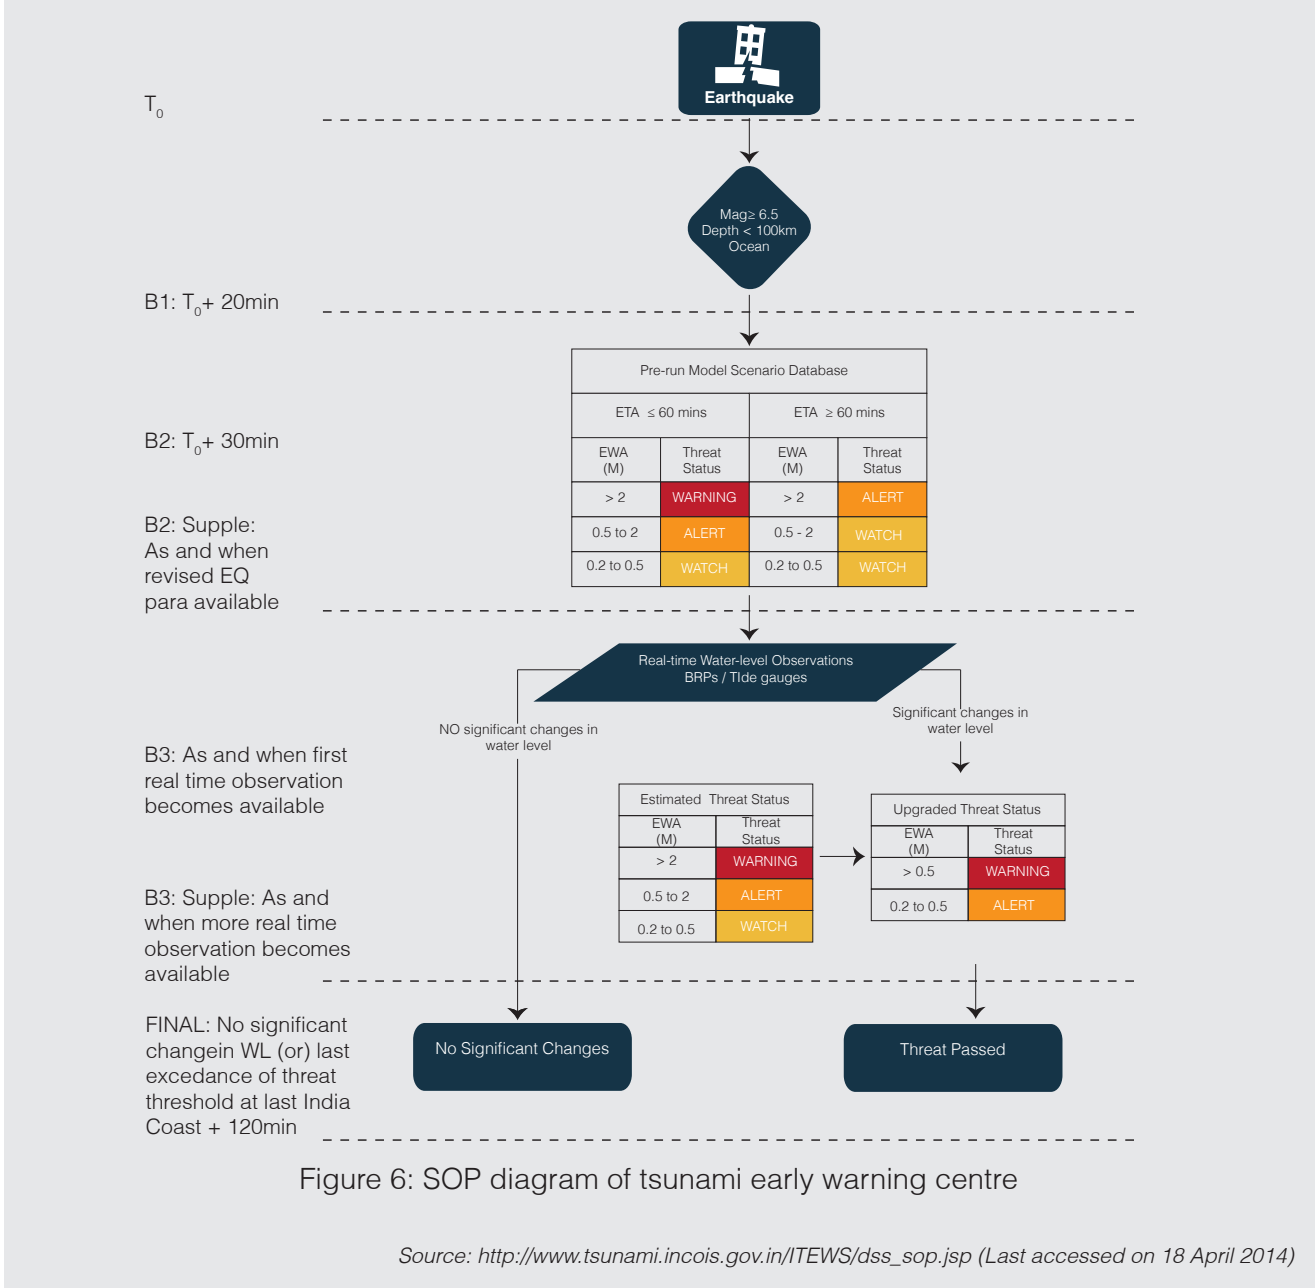 Earthquake
T0
Mag≥ 6.5
Depth < 100km
Ocean
B1: T0+ 20min
Pre-run Model Scenario Database
ETA ≤ 60 mins ETA ≥ 60 mins
B2: T0+ 30min
EWA (M) Threat Status EWA (M) Threat Status
> 2 WARNING > 2 ALERT
0.5 to 2 ALERT 0.5 - 2 WATCH
0.2 to 0.5 WATCH 0.2 to 0.5 WATCH
B2: Supple:
As and when
revised EQ
para available
Real-time Water-level Observations
BRPs / TIde gauges
NO significant changes in
water level
Significant changes in
water level
B3: As and when first
real time observation
becomes available
Estimated Threat Status
EWA (M) Threat Status
> 2 WARNING
0.5 to 2 ALERT
0.2 to 0.5 WATCH
Upgraded Threat Status
EWA (M) Threat Status
> 0.5 WARNING
0.2 to 0.5 ALERT
B3: Supple: As and
when more real time
observation becomes
available
FINAL: No significant
changein WL (or) last
excedance of threat
threshold at last India
Coast + 120min
No Significant Changes
Threat Passed
Figure 6: SOP diagram of tsunami early warning centre
Source: http://www.tsunami.incois.gov.in/ITEWS/dss_sop.jsp (Last accessed on 18 April 2014)